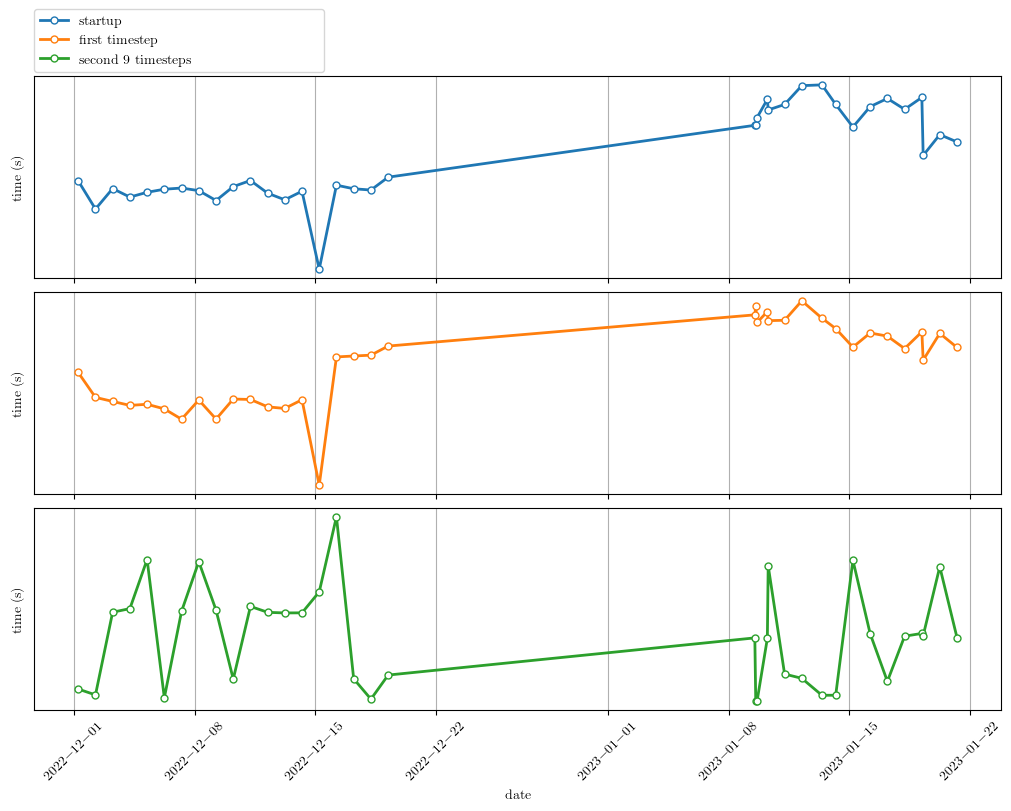 startup
first timestep
second 9 timesteps
time (s)
time (s)
time (s)
2022−12−01
2022−12−08
2022−12−15
2022−12−22
2023−01−01
2023−01−08
2023−01−15
2023−01−22
date